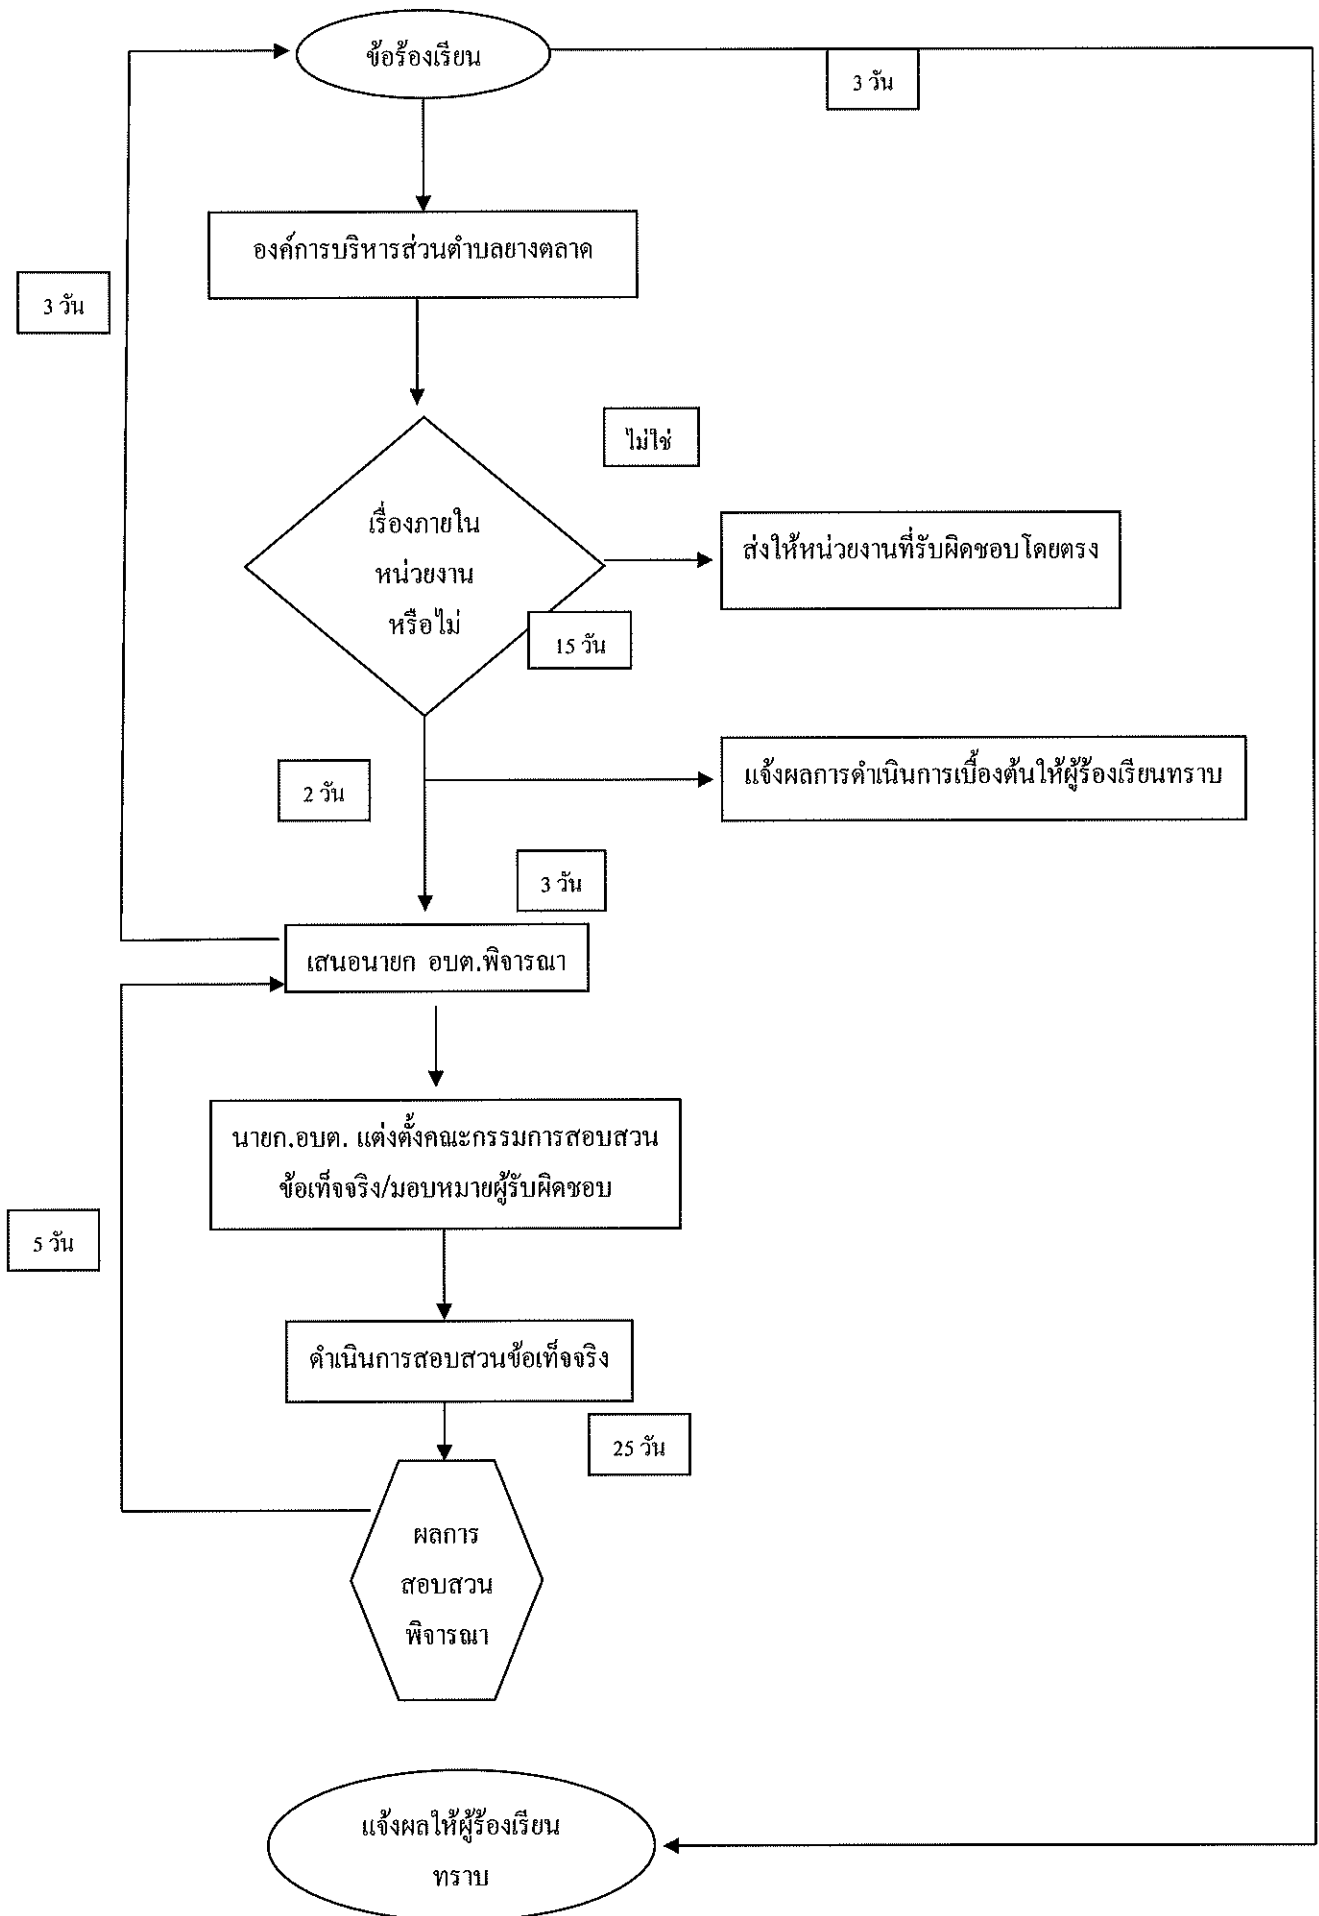 ข้อร้องเรียน
3 วัน
องค์การบริหารส่วนตำบลยางตลาด
3 วัน
ไม่ใช่
เรื่องภายใน
หน่วยงาน
หรือไม่
ส่งให้หน่วยงานที่รับผิดชอบโดยตรง
15 วัน
2 วัน
แจ้งผลการดำเนินการเบื้องต้นให้ผู้ร้องเรียนทราบ
3 วัน
เสนอนายก อบต.พิจารณา
นายก.อบต. แต่งตั้งคณะกรรมการสอบสวน
ข้อเท็จจริง/มอบหมายผู้รับผิดชอบ
5 วัน
ดำเนินการสอบสวนข้อเท็จจริง
25 วัน
ผลการ
สอบสวน
พิจารณา
แจ้งผลให้ผู้ร้องเรียน
ทราบ